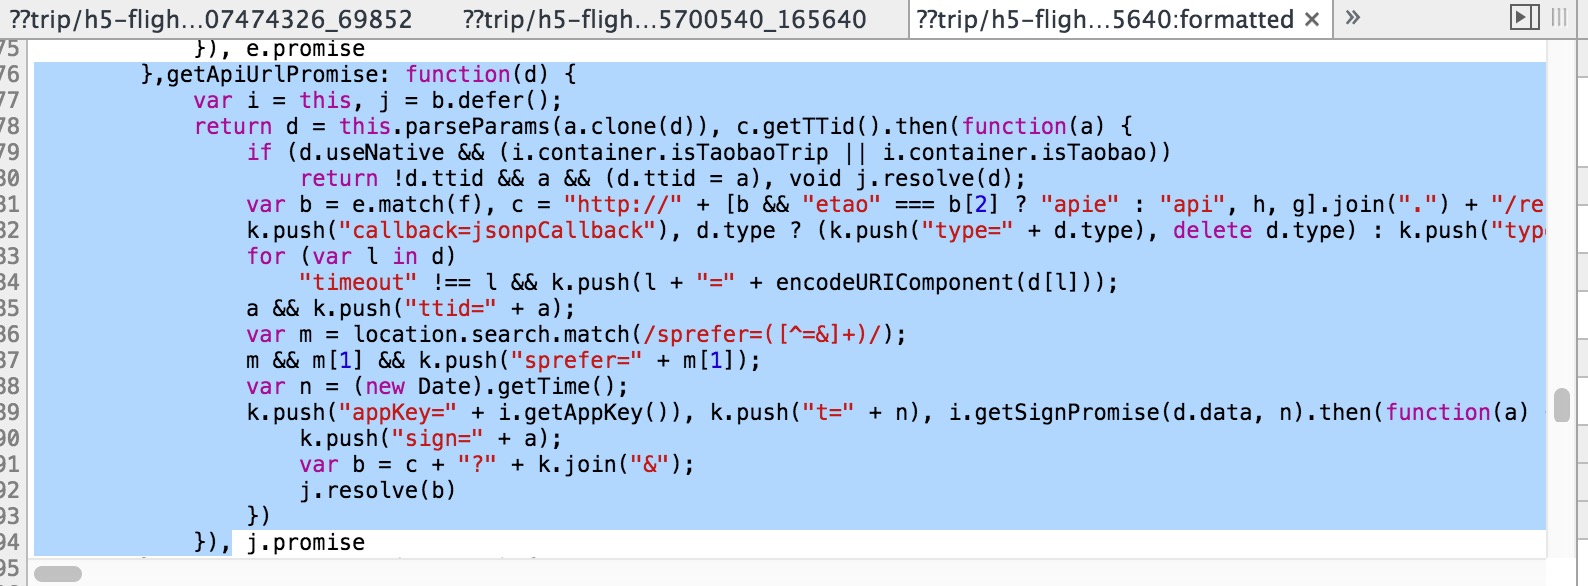 ??trip/h5-fligh...07474326_69852 ??trip/h5-fligh...5700540_165640 ??trip/h5-fligh...5640:formatted × »
75 }), e.promise
76 },getApiUrlPromise: function(d) {
77 var i = this, j = b.defer();
78 return d = this.parseParams(a.clone(d)), c.getTTid().then(function(a) {
79 if (d.useNative && (i.container.isTaobaoTrip || i.container.isTaobao))
80 return !d.ttid && a && (d.ttid = a), void j.resolve(d);
81 var b = e.match(f), c = "http://" + [b && "etao" === b[2] ? "apie" : "api", h, g].join(".") + "/re
82 k.push("callback=jsonpCallback"), d.type ? (k.push("type=" + d.type), delete d.type) : k.push("typ
83 for (var l in d)
84 "timeout" !== l && k.push(l + "=" + encodeURIComponent(d[l]));
85 a && k.push("ttid=" + a);
86 var m = location.search.match(/sprefer=([^=&]+)/);
87 m && m[1] && k.push("sprefer=" + m[1]);
88 var n = (new Date).getTime();
89 k.push("appKey=" + i.getAppKey()), k.push("t=" + n), i.getSignPromise(d.data, n).then(function(a)
90 k.push("sign=" + a);
91 var b = c + "?" + k.join("&");
92 j.resolve(b)
93 })
94 }), j.promise
95